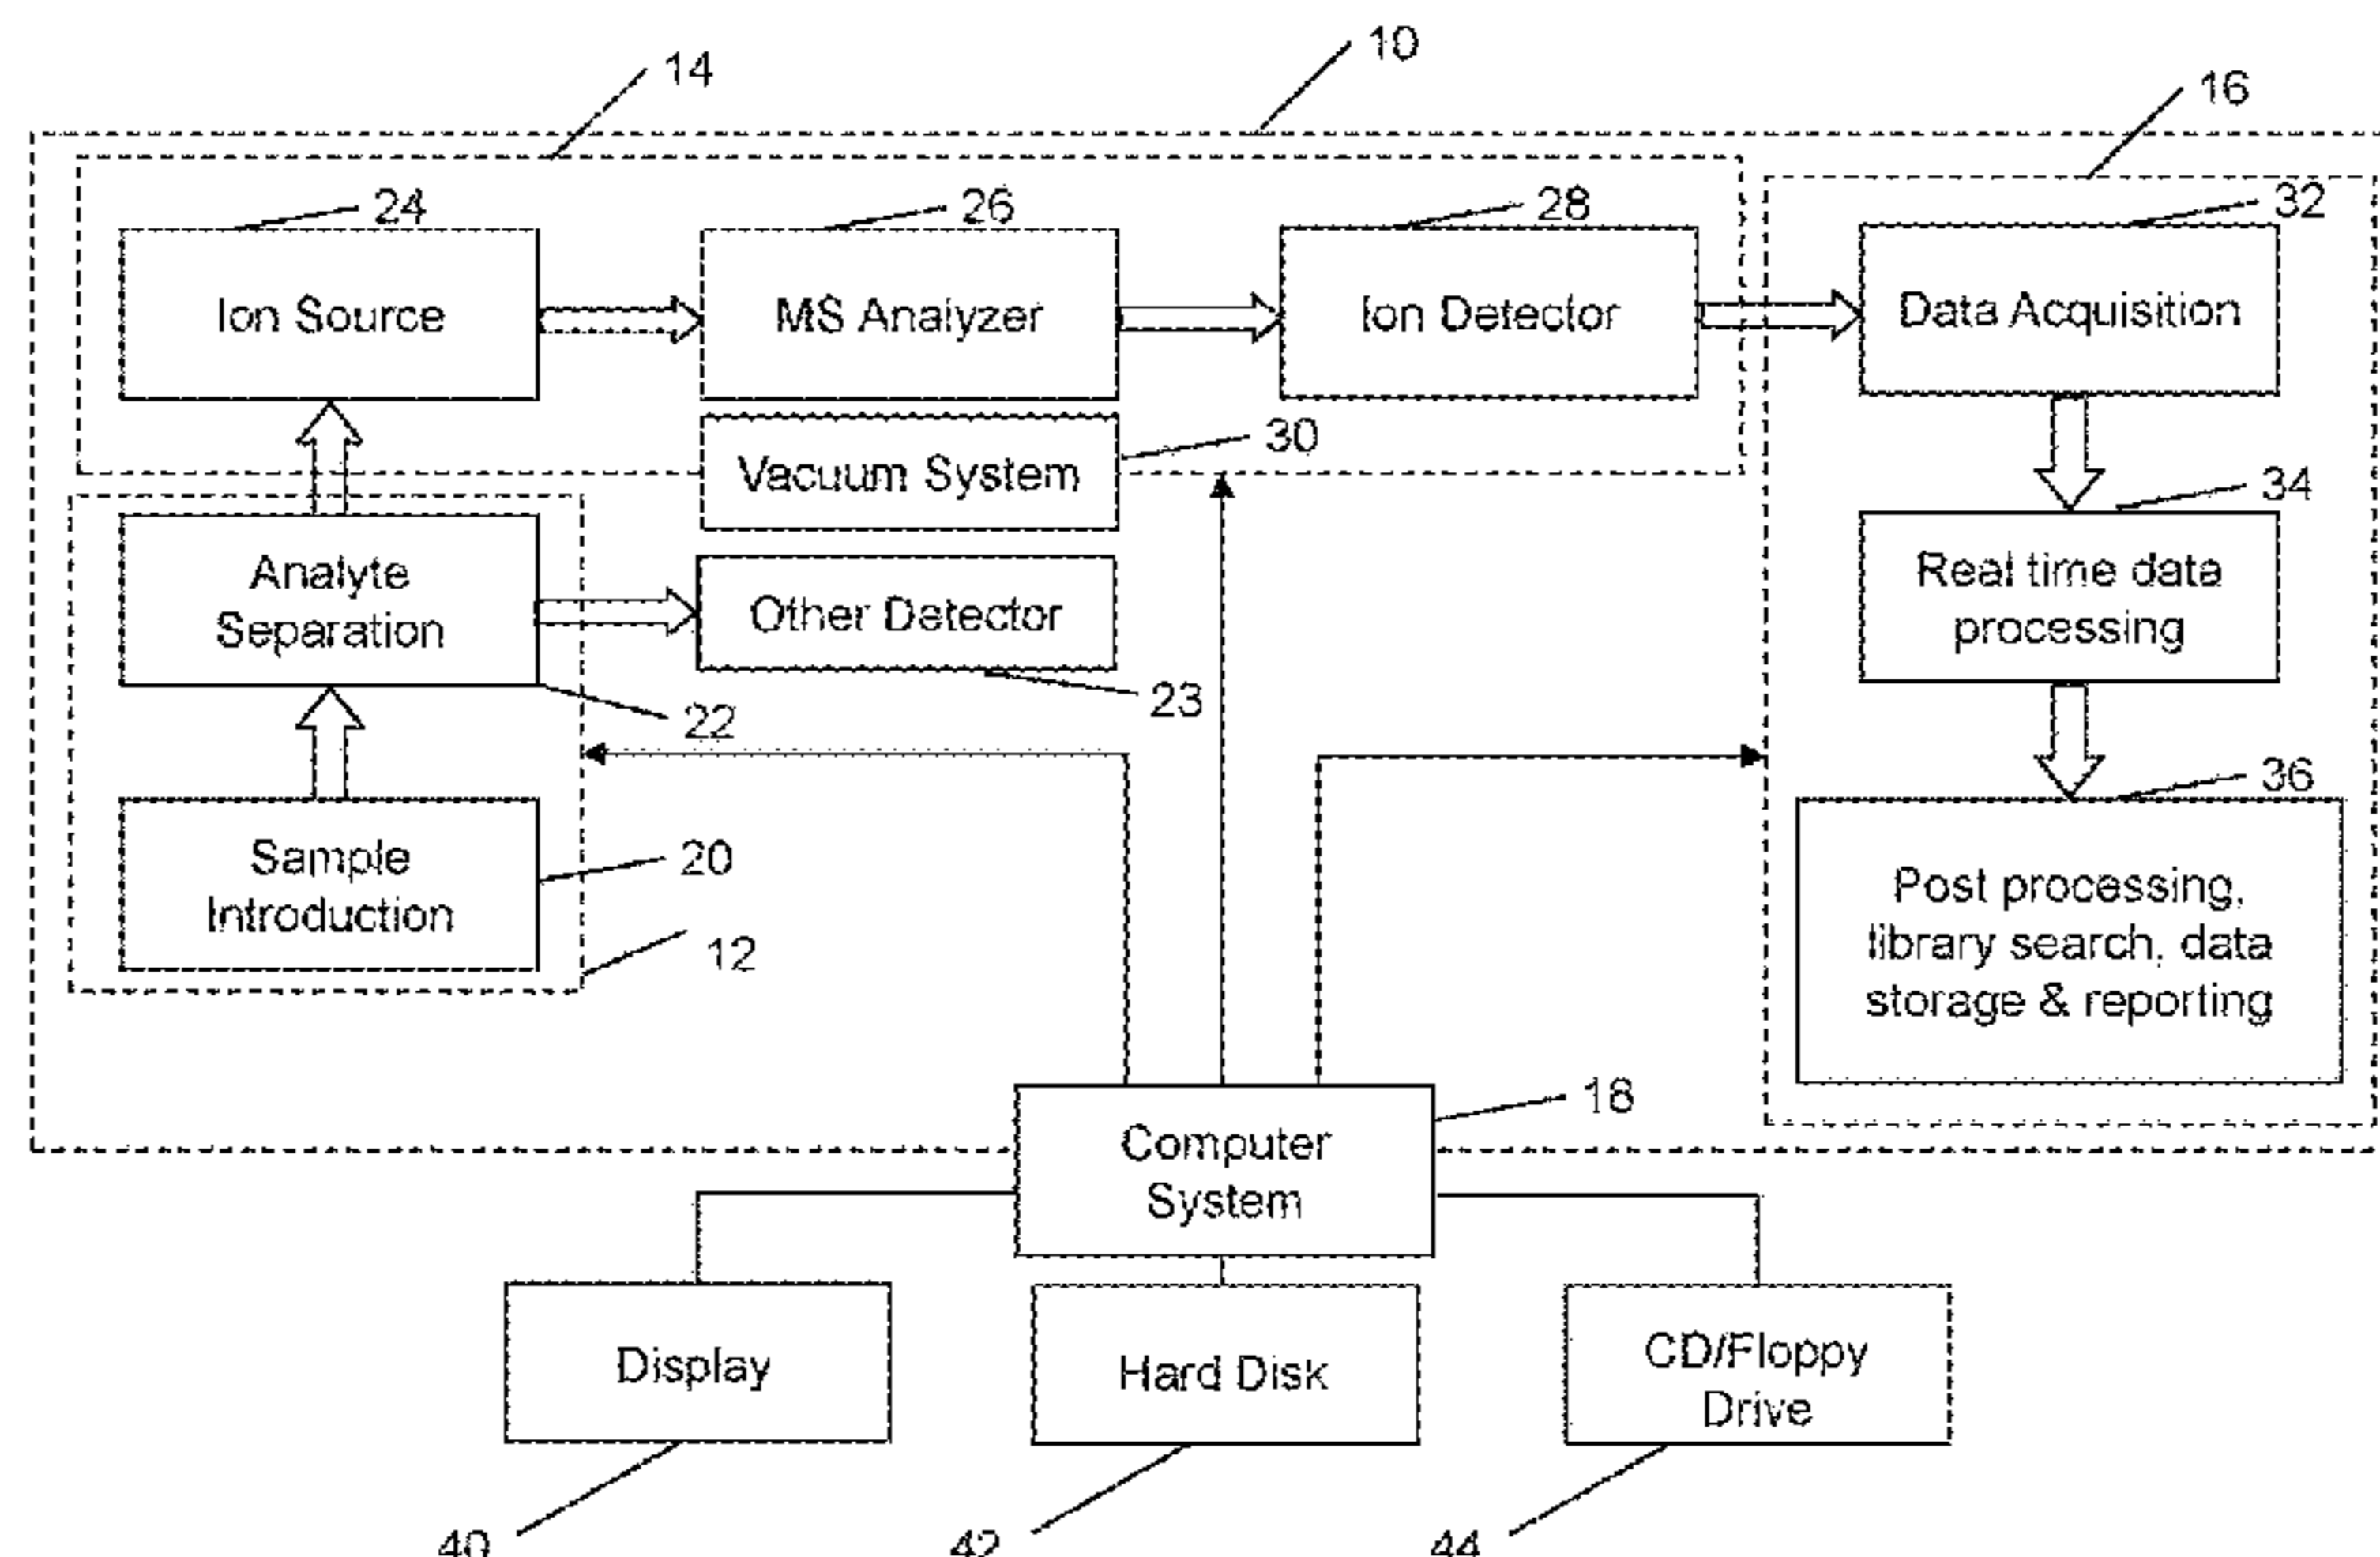 10
14
16
24
26
28
32
Ion Source
MS Analyzer
Ion Detector
Data Acquisition
30
Vacuum System
34
Analyte
Separation
Other Detector
Real time data
processing
23
22
36
Sample
Introduction
20
12
Post processing,
library search, data
storage & reporting
18
Computer
System
Display
Hard Disk
CD/Floppy
Drive
40
42
44